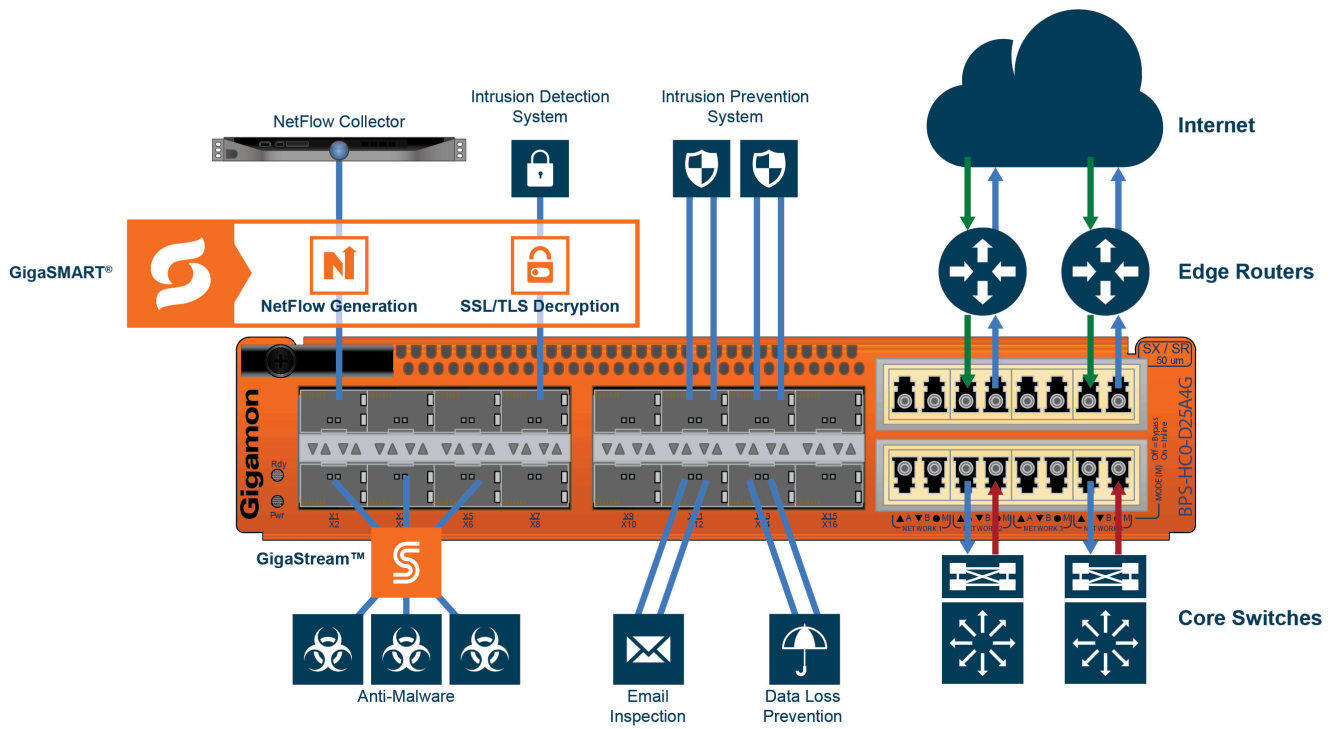 Intrusion Detection
System
Intrusion Prevention
System
NetFlow Collector
Internet
GigaSMART®
NetFlow Generation
SSL/TLS Decryption
Edge Routers
SX / SR
50 um
Gigamon
Rdy
Pwr
X1
X2
X4
X5
X6
X7
X8
X9
X10
X12
X15
X16
▲ A ▼ B ● M
▲ A ▼ B ● M
▲ A ▼ B ● M
NETWORK 1
NETWORK 3
MODE (M)
Off = Bypass
On = Inline
BPS-HC0-D25A4G
GigaStream™
Core Switches
Anti-Malware
Email
Inspection
Data Loss
Prevention